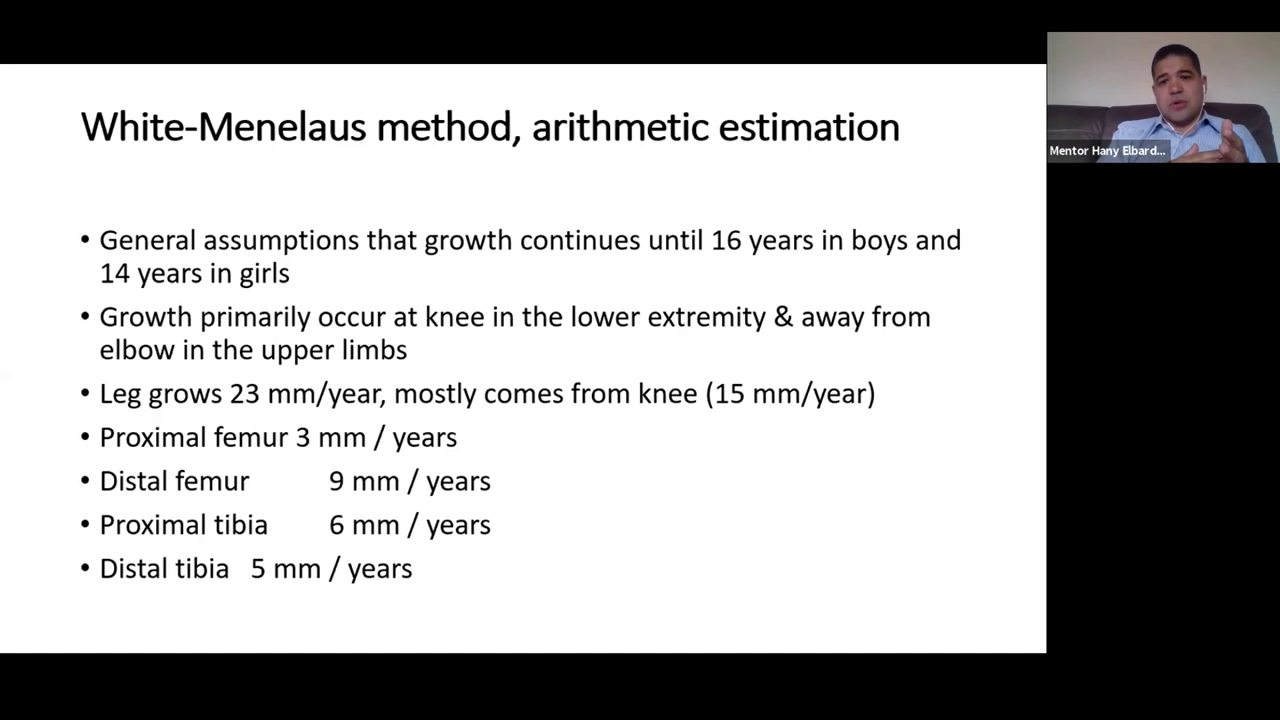 White-Menelaus method, arithmetic estimation
• General assumptions that growth continues until 16 years in boys and
14 years in girls
• Growth primarily occur at knee in the lower extremity & away from
elbow in the upper limbs
• Leg grows 23 mm/year, mostly comes from knee (15 mm/year)
• Proximal femur 3 mm / years
• Distal femur 9 mm / years
• Proximal tibia 6 mm / years
• Distal tibia 5 mm / years
Mentor Hany Elbard...